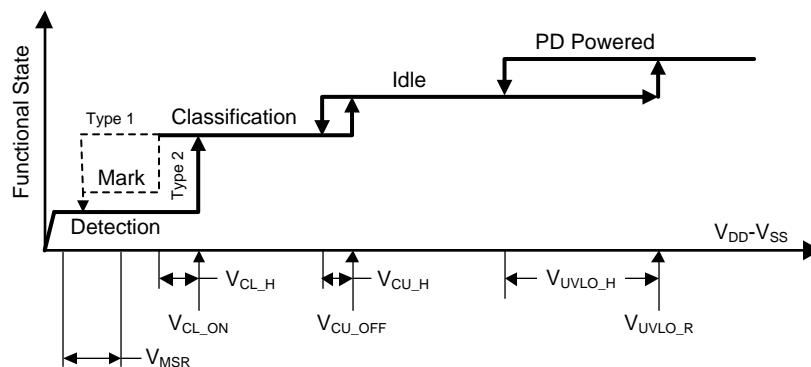 Functional State
PD Powered
Idle
Classification
Type 1
Mark
Type 2
Detection
V_DD-V_SS
V_CL_H
V_CU_H
V_UVLO_H
V_CL_ON
V_CU_OFF
V_UVLO_R
V_MSR